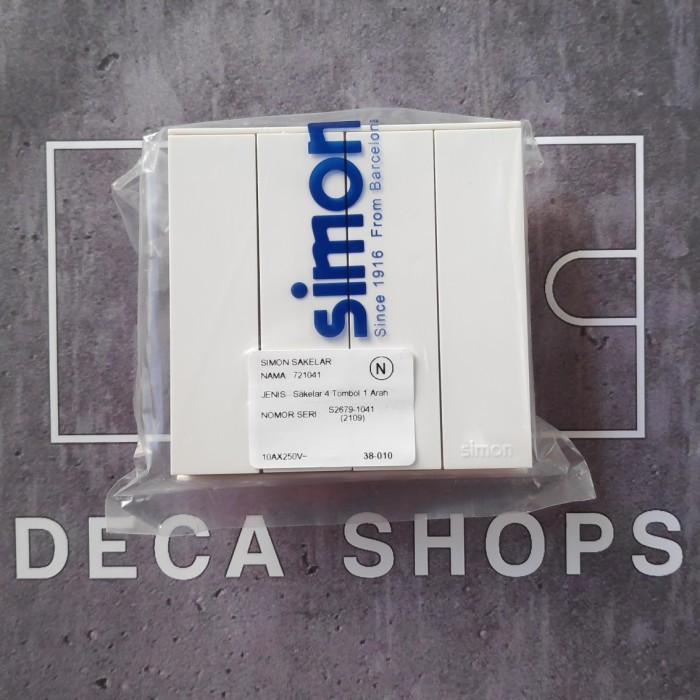 simon
Since 1916 From Barcelona
SIMON SAKELAR
NAMA 721041
N
JENIS Sakelar 4 Tombol 1 Arah
NOMOR SERI S2679-1041
(2109)
10AX250V~ 38-010
simon
DECA SHOPS